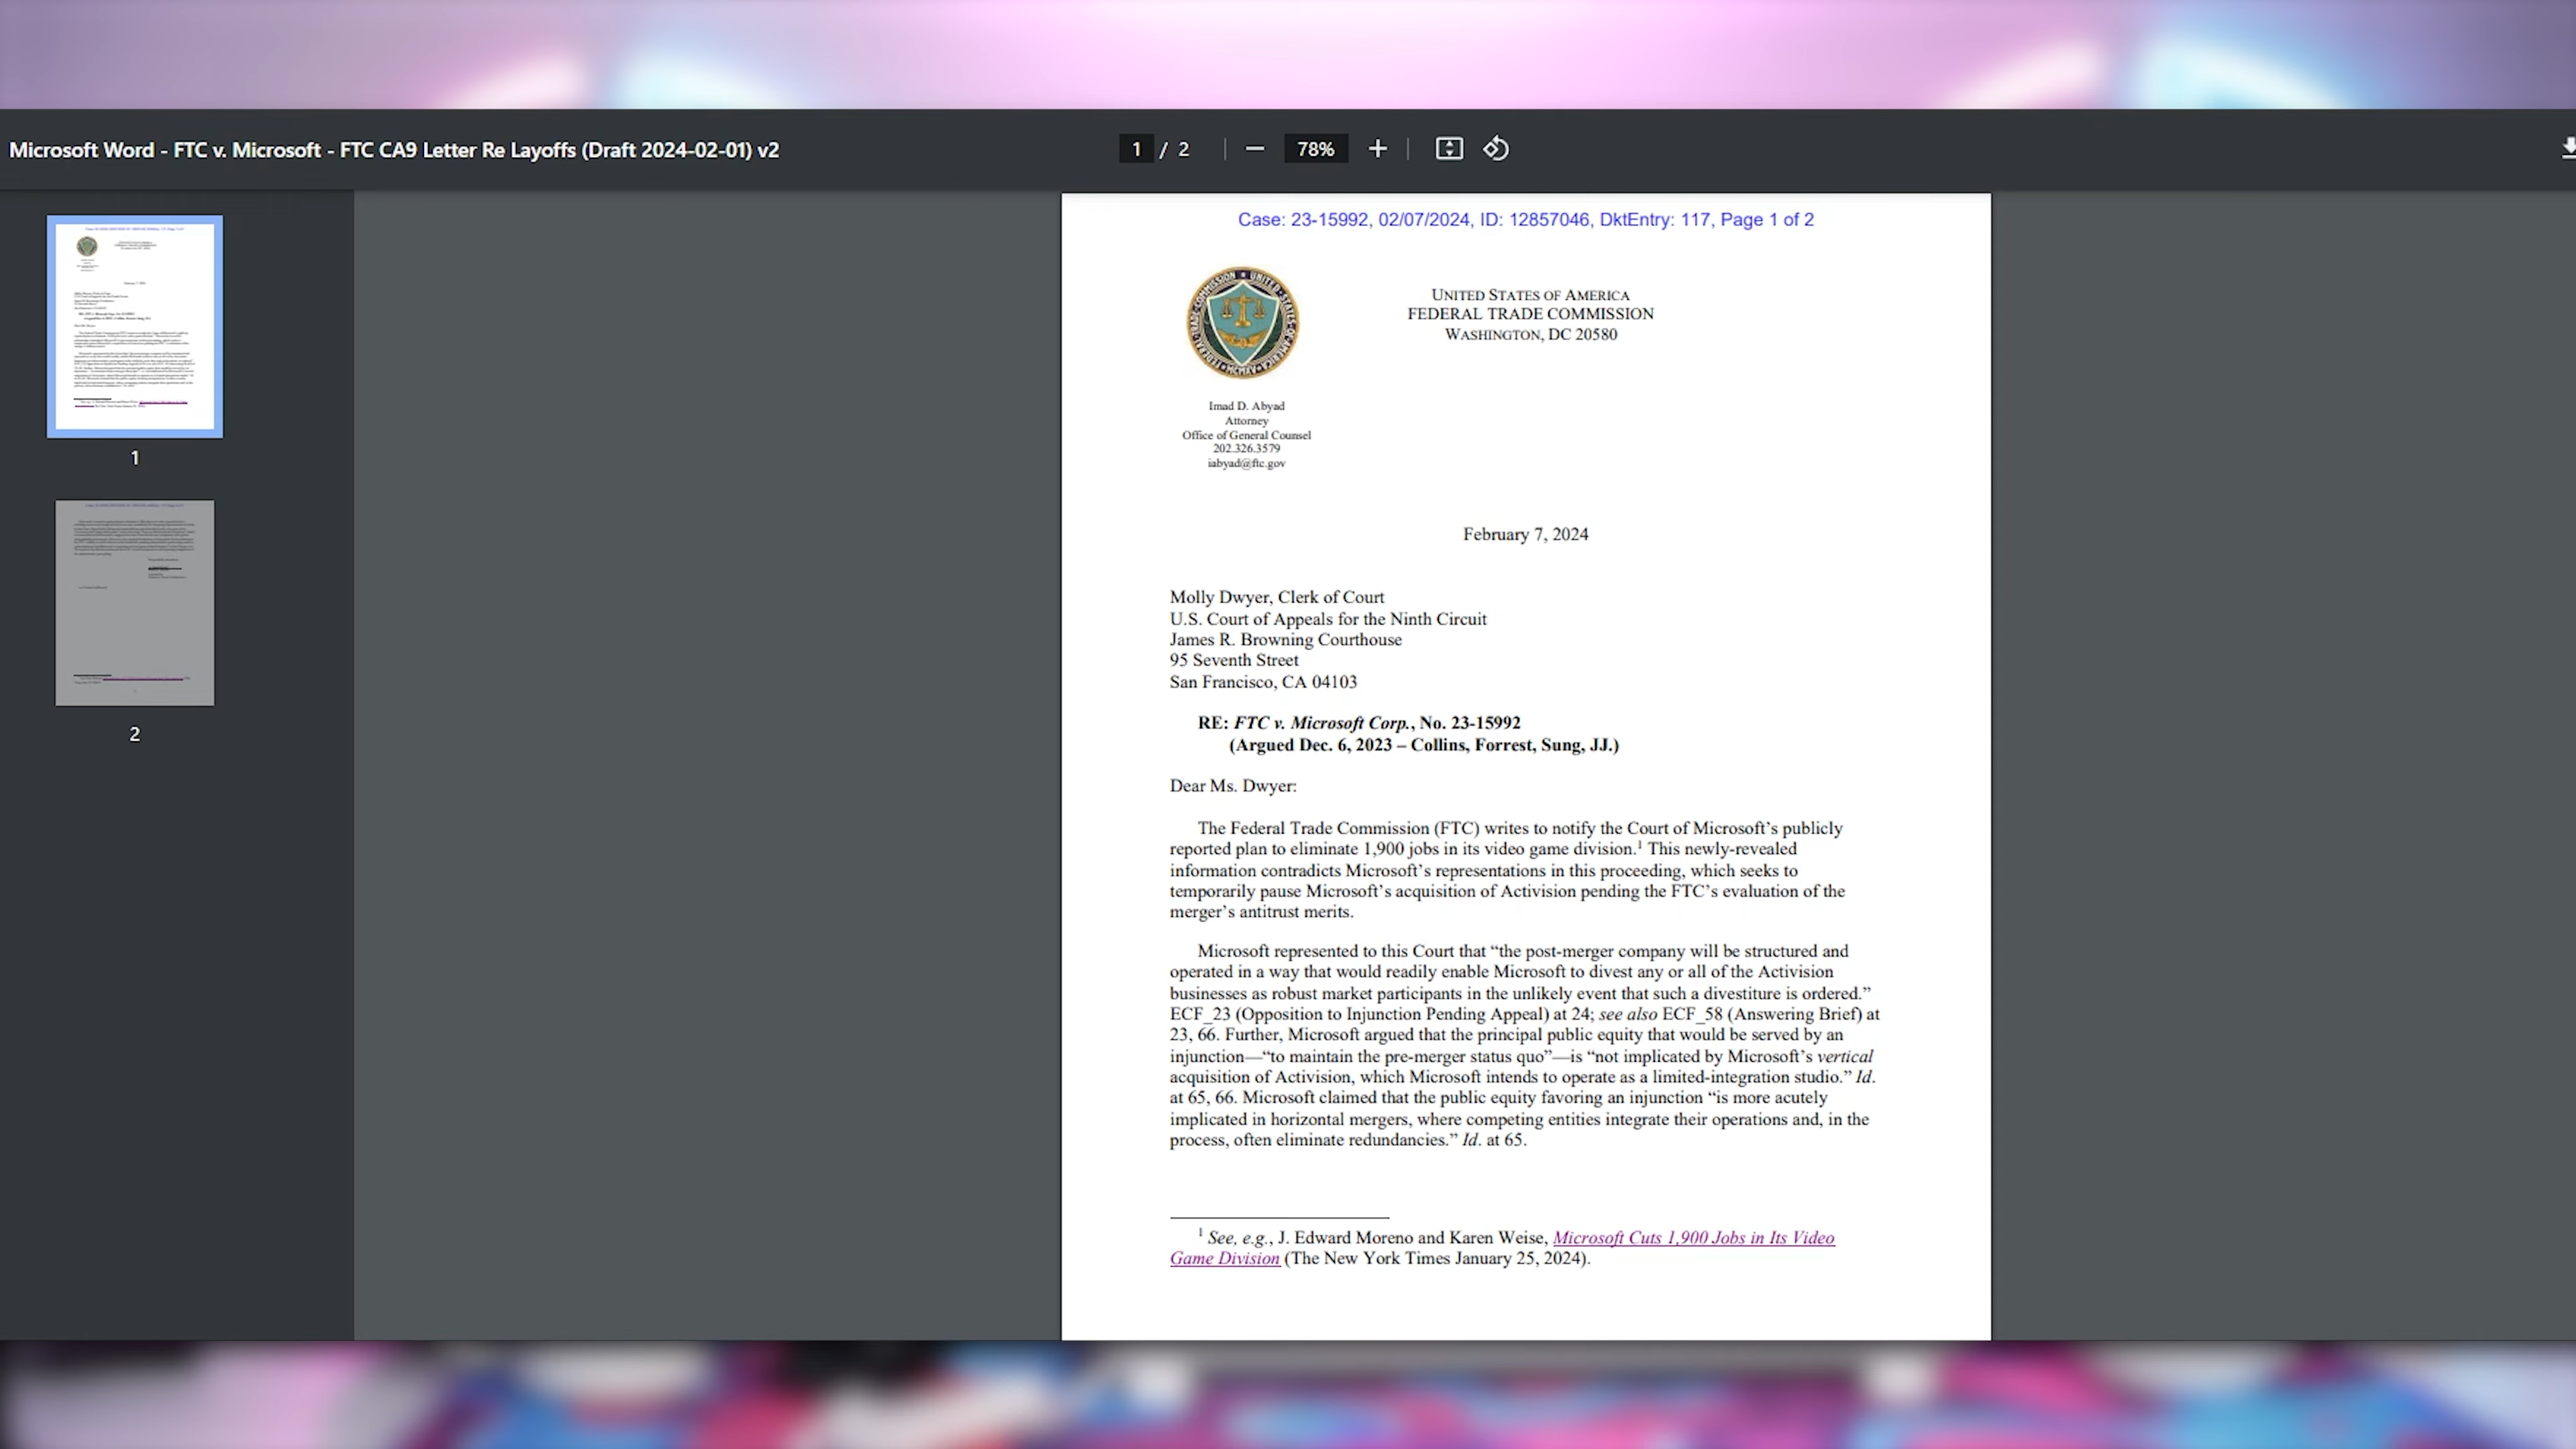 Microsoft Word - FTC v. Microsoft - FTC CA9 Letter Re Layoffs (Draft 2024-02-01) v2
1 / 2
78%
1
2
Case: 23-15992, 02/07/2024, ID: 12857046, DktEntry: 117, Page 1 of 2
FEDERAL TRADE COMMISSION UNITED STATES OF AMERICA
MCMXV
UNITED STATES OF AMERICA
FEDERAL TRADE COMMISSION
WASHINGTON, DC 20580
Imad D. Abyad
Attorney
Office of General Counsel
202.326.3579
iabyad@ftc.gov
February 7, 2024
Molly Dwyer, Clerk of Court
U.S. Court of Appeals for the Ninth Circuit
James R. Browning Courthouse
95 Seventh Street
San Francisco, CA 04103
RE: FTC v. Microsoft Corp., No. 23-15992
(Argued Dec. 6, 2023 – Collins, Forrest, Sung, JJ.)
Dear Ms. Dwyer:
The Federal Trade Commission (FTC) writes to notify the Court of Microsoft’s publicly
reported plan to eliminate 1,900 jobs in its video game division.1 This newly-revealed
information contradicts Microsoft’s representations in this proceeding, which seeks to
temporarily pause Microsoft’s acquisition of Activision pending the FTC’s evaluation of the
merger’s antitrust merits.
Microsoft represented to this Court that “the post-merger company will be structured and
operated in a way that would readily enable Microsoft to divest any or all of the Activision
businesses as robust market participants in the unlikely event that such a divestiture is ordered.”
ECF_23 (Opposition to Injunction Pending Appeal) at 24; see also ECF_58 (Answering Brief) at
23, 66. Further, Microsoft argued that the principal public equity that would be served by an
injunction—“to maintain the pre-merger status quo”—is “not implicated by Microsoft’s vertical
acquisition of Activision, which Microsoft intends to operate as a limited-integration studio.” Id.
at 65, 66. Microsoft claimed that the public equity favoring an injunction “is more acutely
implicated in horizontal mergers, where competing entities integrate their operations and, in the
process, often eliminate redundancies.” Id. at 65.
1 See, e.g., J. Edward Moreno and Karen Weise, Microsoft Cuts 1,900 Jobs in Its Video
Game Division (The New York Times January 25, 2024).